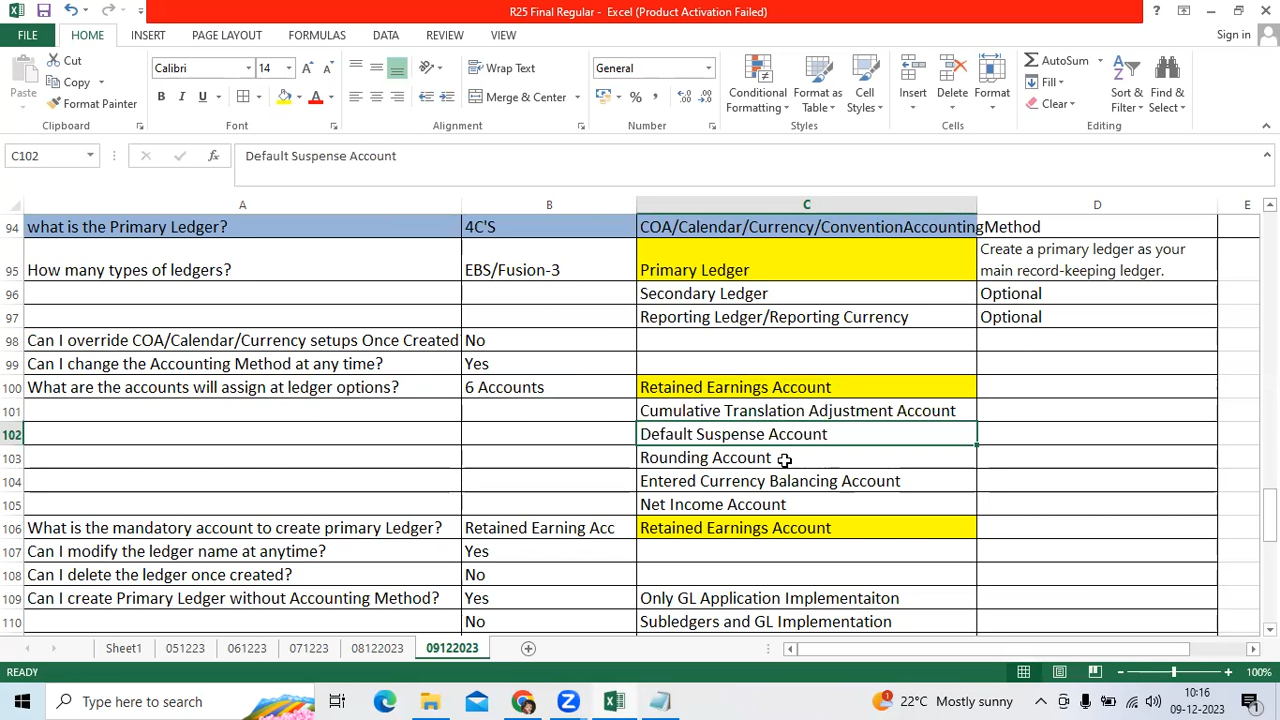 R25 Final Regular - Excel (Product Activation Failed)
FILE HOME INSERT PAGE LAYOUT FORMULAS DATA REVIEW VIEW Sign in
Paste Cut Copy Format Painter
Calibri 14
B I U A
Wrap Text
Merge & Center
General
% ,
Conditional Formatting Format as Table Cell Styles
Insert Delete Format
AutoSum Fill Clear
Sort & Filter Find & Select
Clipboard Font Alignment Number Styles Cells Editing
C102 fx Default Suspense Account
A B C D E
94 what is the Primary Ledger? 4C'S COA/Calendar/Currency/ConventionAccountingMethod
95 How many types of ledgers? EBS/Fusion-3 Primary Ledger Create a primary ledger as your
main record-keeping ledger.
96 Secondary Ledger Optional
97 Reporting Ledger/Reporting Currency Optional
98 Can I override COA/Calendar/Currency setups Once Created No
99 Can I change the Accounting Method at any time? Yes
100 What are the accounts will assign at ledger options? 6 Accounts Retained Earnings Account
101 Cumulative Translation Adjustment Account
102 Default Suspense Account
103 Rounding Account
104 Entered Currency Balancing Account
105 Net Income Account
106 What is the mandatory account to create primary Ledger? Retained Earning Acc Retained Earnings Account
107 Can I modify the ledger name at anytime? Yes
108 Can I delete the ledger once created? No
109 Can I create Primary Ledger without Accounting Method? Yes Only GL Application Implementaiton
110 No Subledgers and GL Implementation
Sheet1 051223 061223 071223 08122023 09122023
READY 100%
Type here to search 22°C Mostly sunny 10:16
09-12-2023